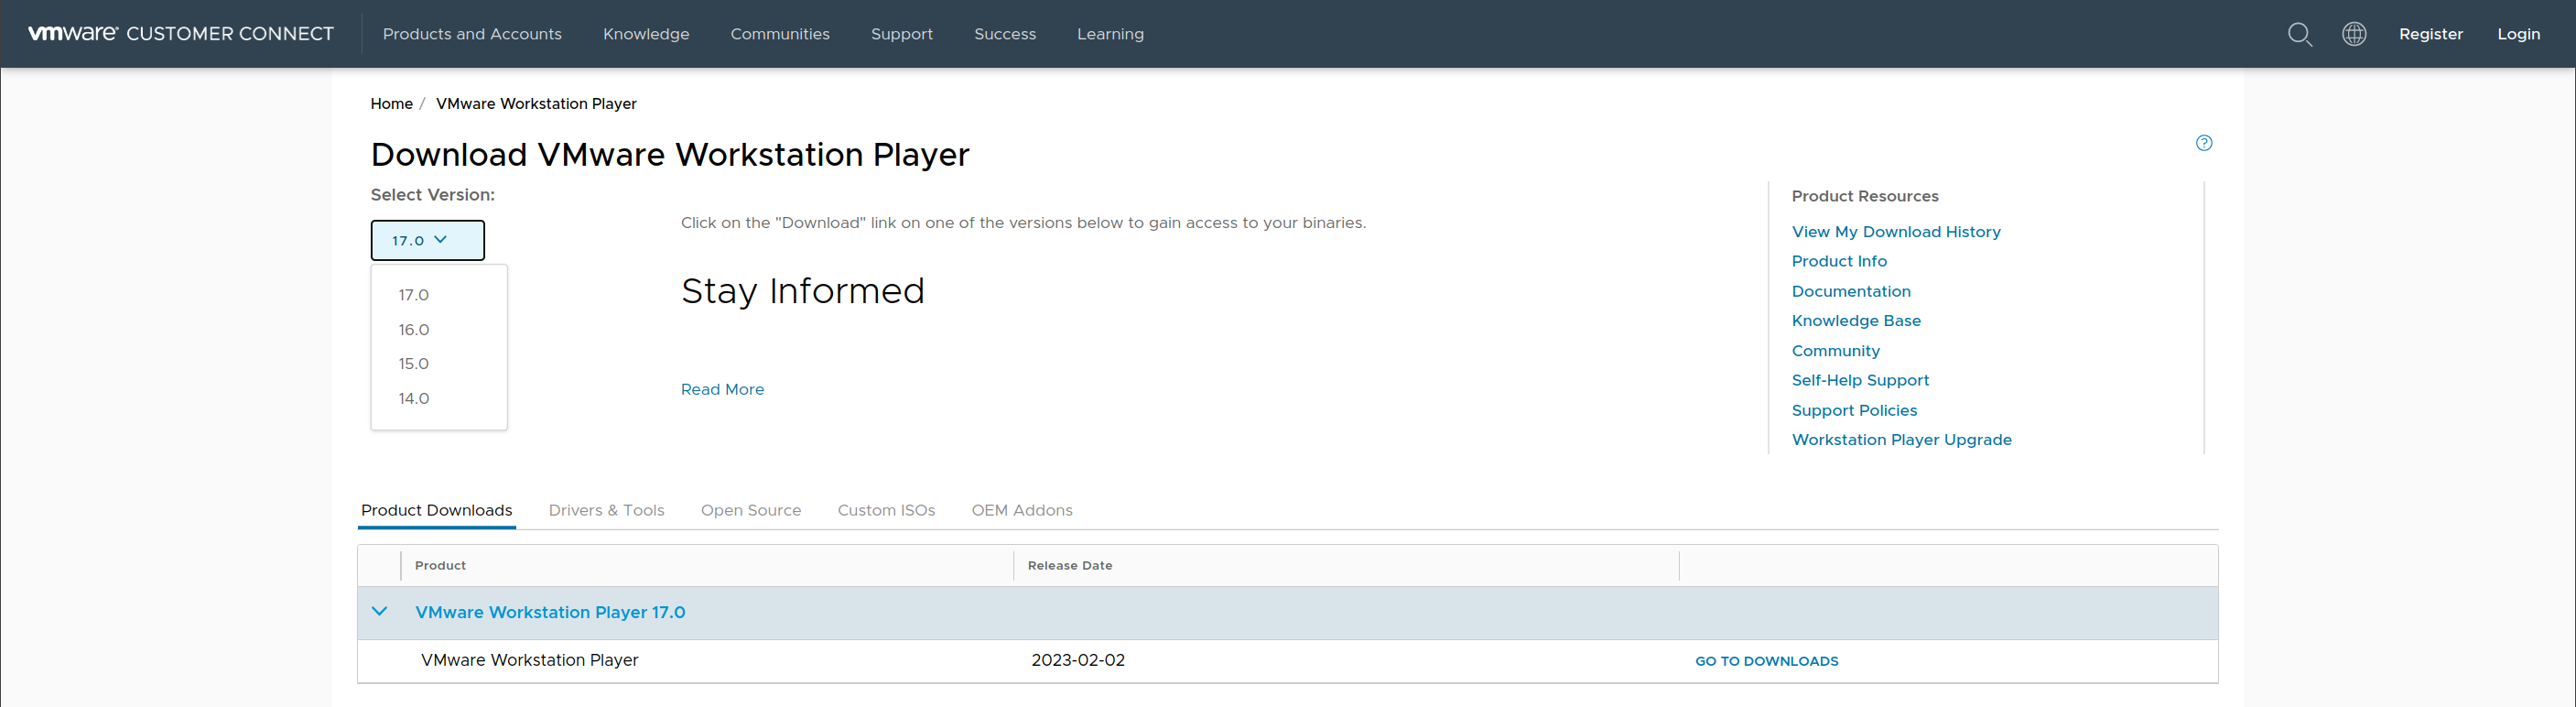 vmware® CUSTOMER CONNECT Products and Accounts Knowledge Communities Support Success Learning Register Login
Home / VMware Workstation Player
Download VMware Workstation Player
Select Version:
17.0
17.0
16.0
15.0
14.0
Click on the "Download" link on one of the versions below to gain access to your binaries.
Stay Informed
Read More
Product Resources
View My Download History
Product Info
Documentation
Knowledge Base
Community
Self-Help Support
Support Policies
Workstation Player Upgrade
Product Downloads Drivers & Tools Open Source Custom ISOs OEM Addons
Product Release Date
VMware Workstation Player 17.0
VMware Workstation Player 2023-02-02 GO TO DOWNLOADS